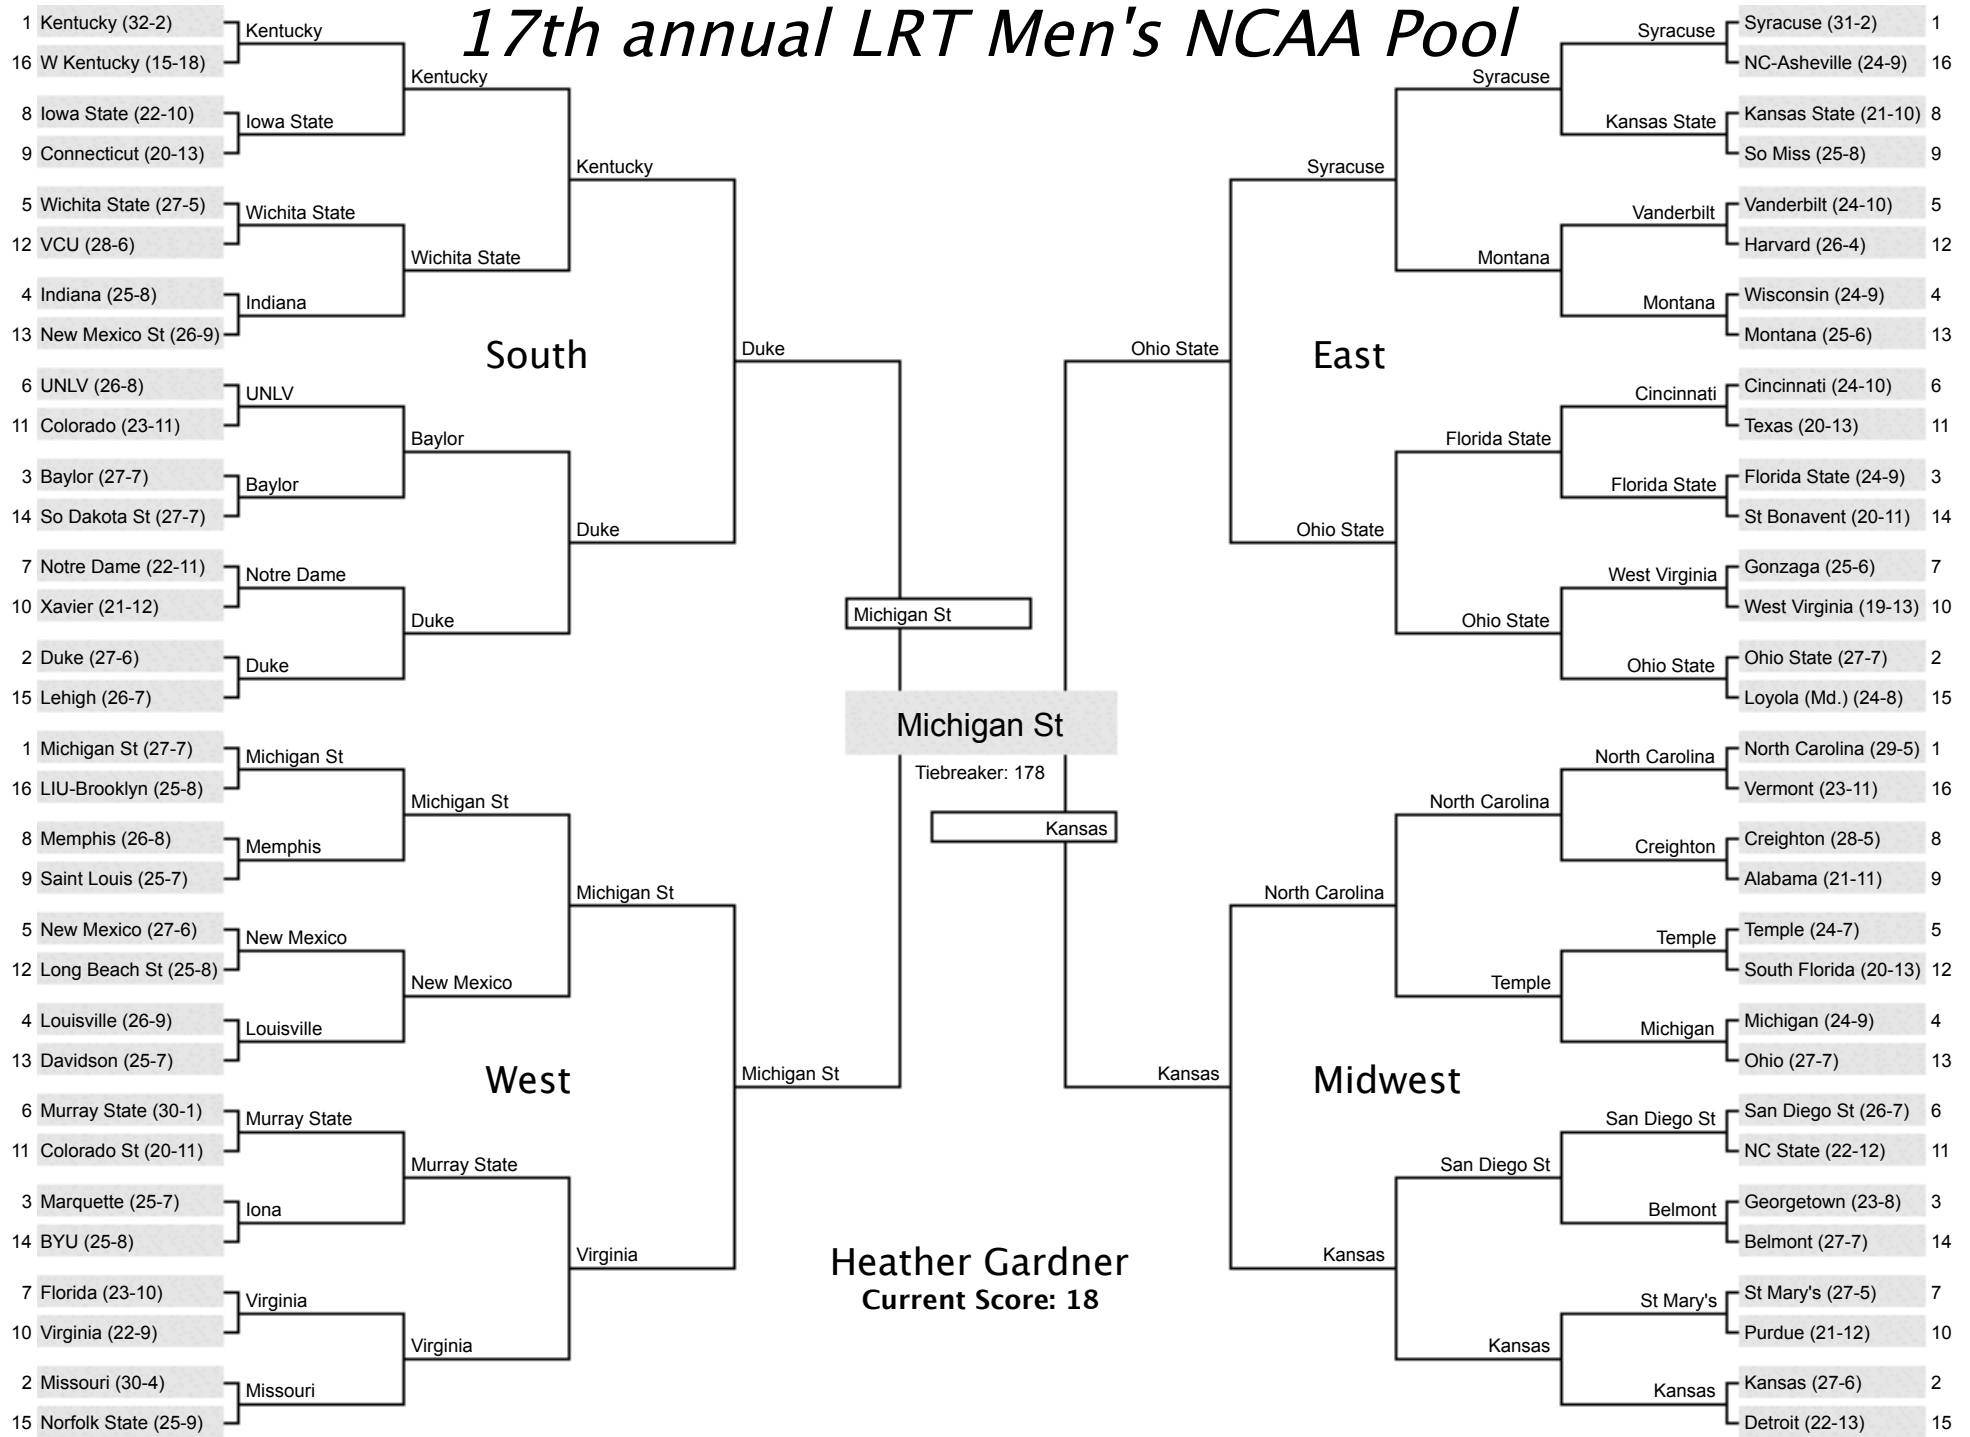 17th annual LRT Men's NCAA Pool
1 Kentucky (32-2)
16 W Kentucky (15-18)
8 Iowa State (22-10)
9 Connecticut (20-13)
5 Wichita State (27-5)
12 VCU (28-6)
4 Indiana (25-8)
13 New Mexico St (26-9)
6 UNLV (26-8)
11 Colorado (23-11)
3 Baylor (27-7)
14 So Dakota St (27-7)
7 Notre Dame (22-11)
10 Xavier (21-12)
2 Duke (27-6)
15 Lehigh (26-7)
Kentucky
Iowa State
Wichita State
Indiana
UNLV
Baylor
Notre Dame
Duke
Kentucky
Wichita State
Baylor
Duke
Kentucky
Duke
Duke
South
1 Michigan St (27-7)
16 LIU-Brooklyn (25-8)
8 Memphis (26-8)
9 Saint Louis (25-7)
5 New Mexico (27-6)
12 Long Beach St (25-8)
4 Louisville (26-9)
13 Davidson (25-7)
6 Murray State (30-1)
11 Colorado St (20-11)
3 Marquette (25-7)
14 BYU (25-8)
7 Florida (23-10)
10 Virginia (22-9)
2 Missouri (30-4)
15 Norfolk State (25-9)
Michigan St
Memphis
New Mexico
Louisville
Murray State
Iona
Virginia
Missouri
Michigan St
New Mexico
Murray State
Virginia
Michigan St
Virginia
Michigan St
West
Michigan St
Michigan St
Tiebreaker: 178
Kansas
Heather Gardner
Current Score: 18
Syracuse (31-2) 1
NC-Asheville (24-9) 16
Kansas State (21-10) 8
So Miss (25-8) 9
Vanderbilt (24-10) 5
Harvard (26-4) 12
Wisconsin (24-9) 4
Montana (25-6) 13
Cincinnati (24-10) 6
Texas (20-13) 11
Florida State (24-9) 3
St Bonavent (20-11) 14
Gonzaga (25-6) 7
West Virginia (19-13) 10
Ohio State (27-7) 2
Loyola (Md.) (24-8) 15
Syracuse
Kansas State
Vanderbilt
Montana
Cincinnati
Florida State
West Virginia
Ohio State
Syracuse
Montana
Florida State
Ohio State
Syracuse
Ohio State
Ohio State
East
North Carolina (29-5) 1
Vermont (23-11) 16
Creighton (28-5) 8
Alabama (21-11) 9
Temple (24-7) 5
South Florida (20-13) 12
Michigan (24-9) 4
Ohio (27-7) 13
San Diego St (26-7) 6
NC State (22-12) 11
Georgetown (23-8) 3
Belmont (27-7) 14
St Mary's (27-5) 7
Purdue (21-12) 10
Kansas (27-6) 2
Detroit (22-13) 15
North Carolina
Creighton
Temple
Michigan
San Diego St
Belmont
St Mary's
Kansas
North Carolina
Temple
San Diego St
Kansas
North Carolina
Kansas
Kansas
Midwest